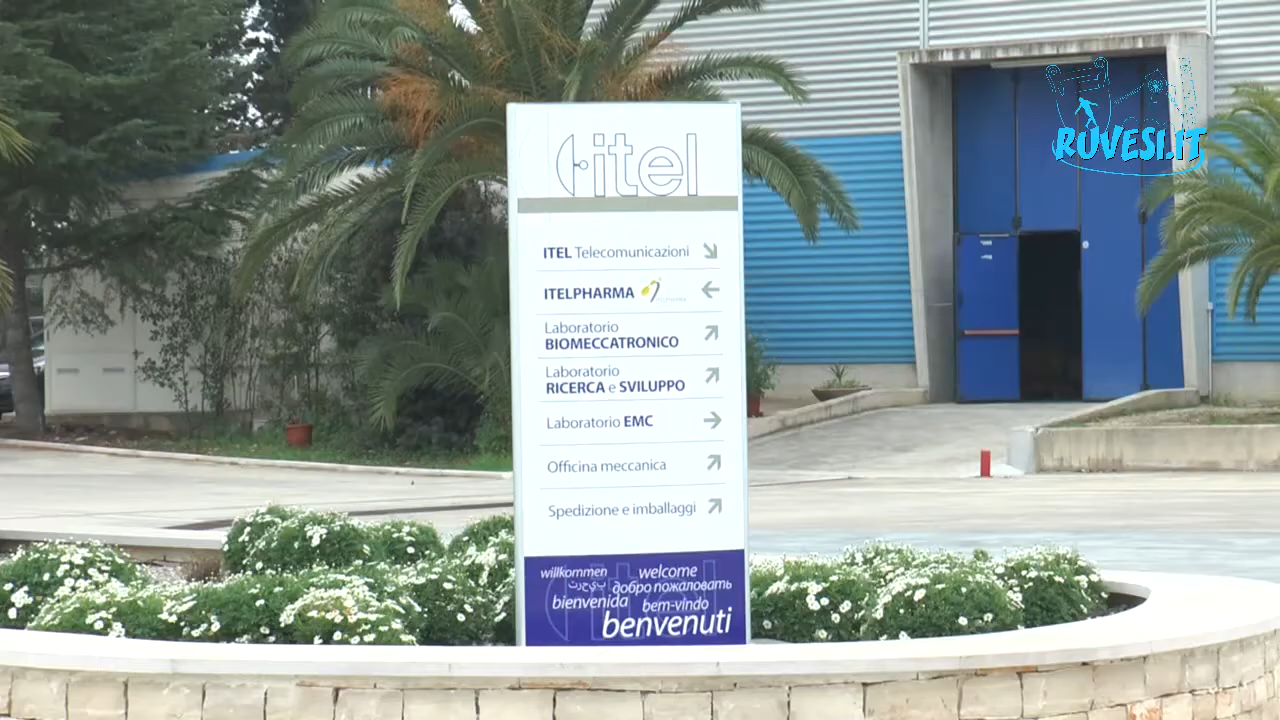 itel
RUVESI.IT
ITEL Telecomunicazioni
ITELPHARMA
Laboratorio
BIOMECCATRONICO
Laboratorio
RICERCA e SVILUPPO
Laboratorio EMC
Officina meccanica
Spedizione e imballaggi
willkommen welcome
добро пожаловать
bienvenida bem-vindo
benvenuti